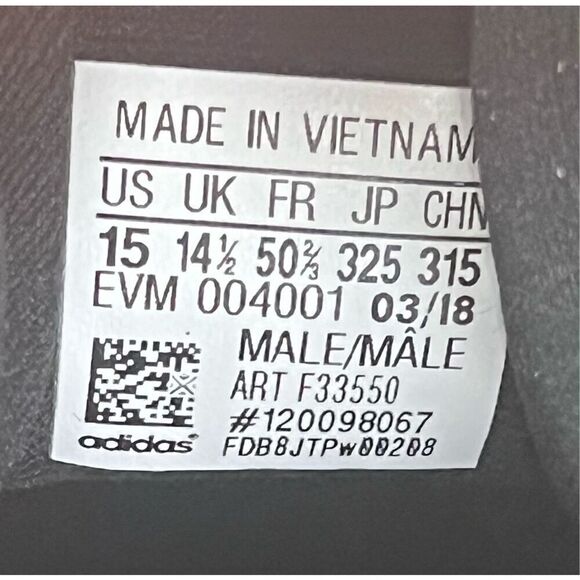 MADE IN VIETNAM
US UK FR JP CHN
15 14½ 50⅔ 325 315
EVM 004001 03/18
MALE/MÂLE
ART F33550
#120098067
adidas FDB8JTPW00208